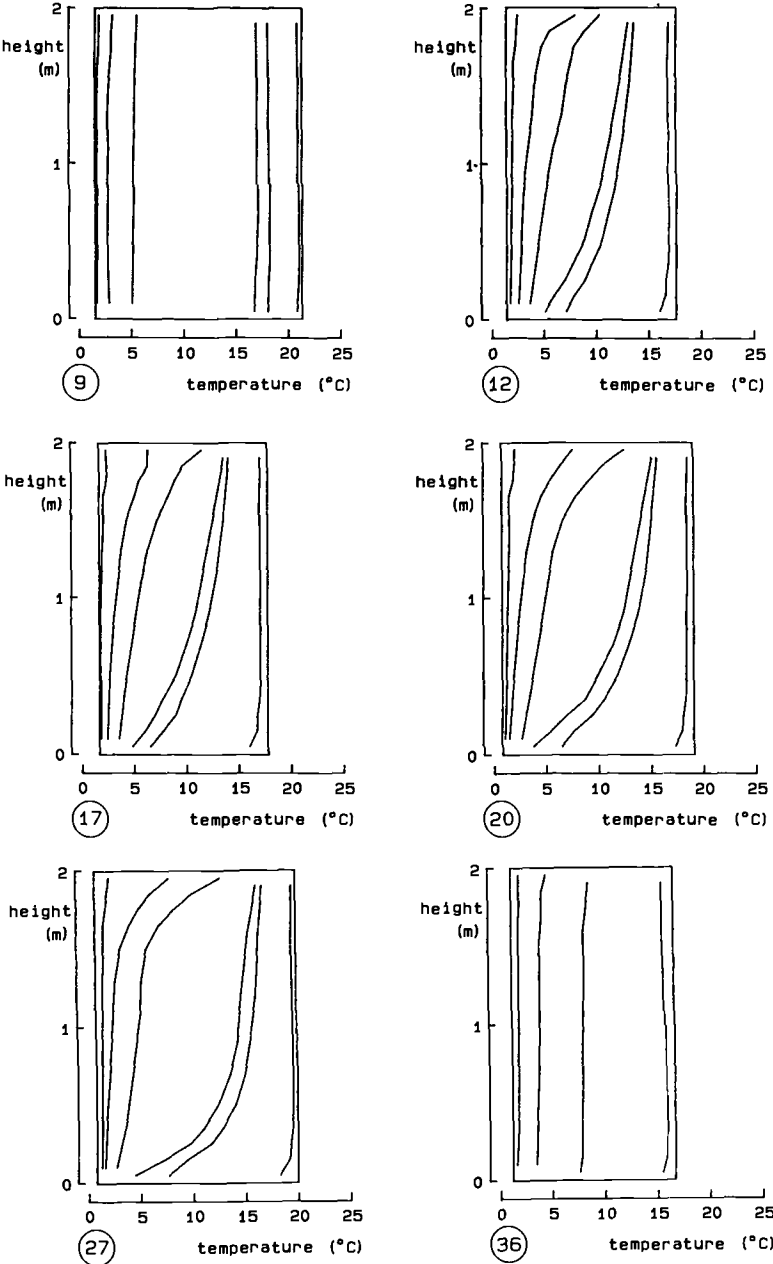 2
height
(m)
1
0
0 5 10 15 20 25
9 temperature (°C)
2
height
(m)
1
0
0 5 10 15 20 25
12 temperature (°C)
2
height
(m)
1
0
0 5 10 15 20 25
17 temperature (°C)
2
height
(m)
1
0
0 5 10 15 20 25
20 temperature (°C)
2
height
(m)
1
0
0 5 10 15 20 25
27 temperature (°C)
2
height
(m)
1
0
0 5 10 15 20 25
36 temperature (°C)